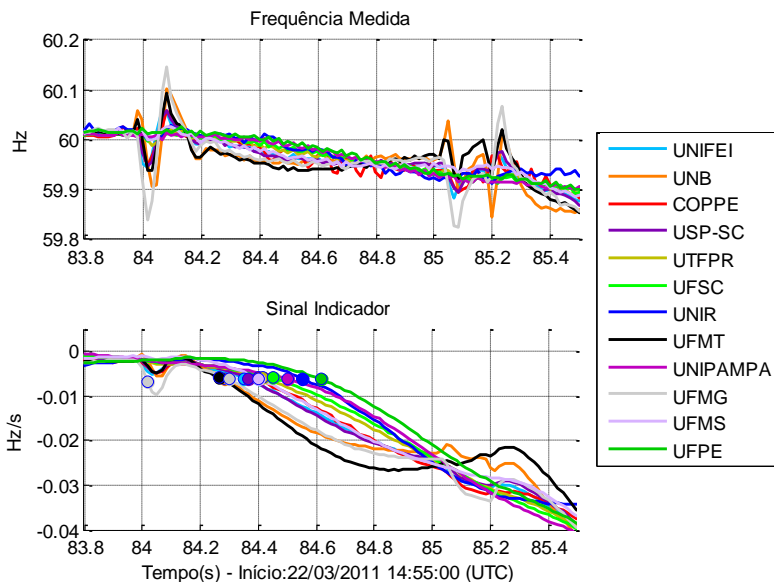 Frequência Medida
60.2
60.1
60
59.9
59.8
Hz
83.8 84 84.2 84.4 84.6 84.8 85 85.2 85.4
Sinal Indicador
0
-0.01
-0.02
-0.03
-0.04
Hz/s
83.8 84 84.2 84.4 84.6 84.8 85 85.2 85.4
Tempo(s) - Início:22/03/2011 14:55:00 (UTC)
UNIFEI
UNB
COPPE
USP-SC
UTFPR
UFSC
UNIR
UFMT
UNIPAMPA
UFMG
UFMS
UFPE